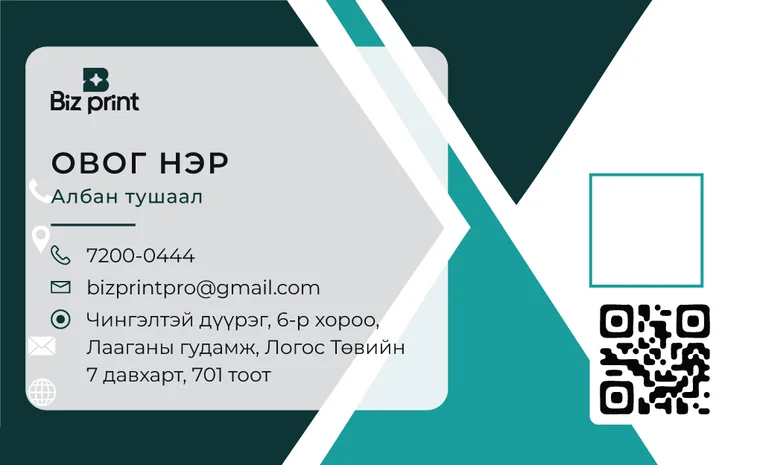 Biz print
ОВОГ НЭР
Албан тушаал
7200-0444
bizprintpro@gmail.com
Чингэлтэй дүүрэг, 6-р хороо,
Лааганы гудамж, Логос Төвийн
7 давхарт, 701 тоот